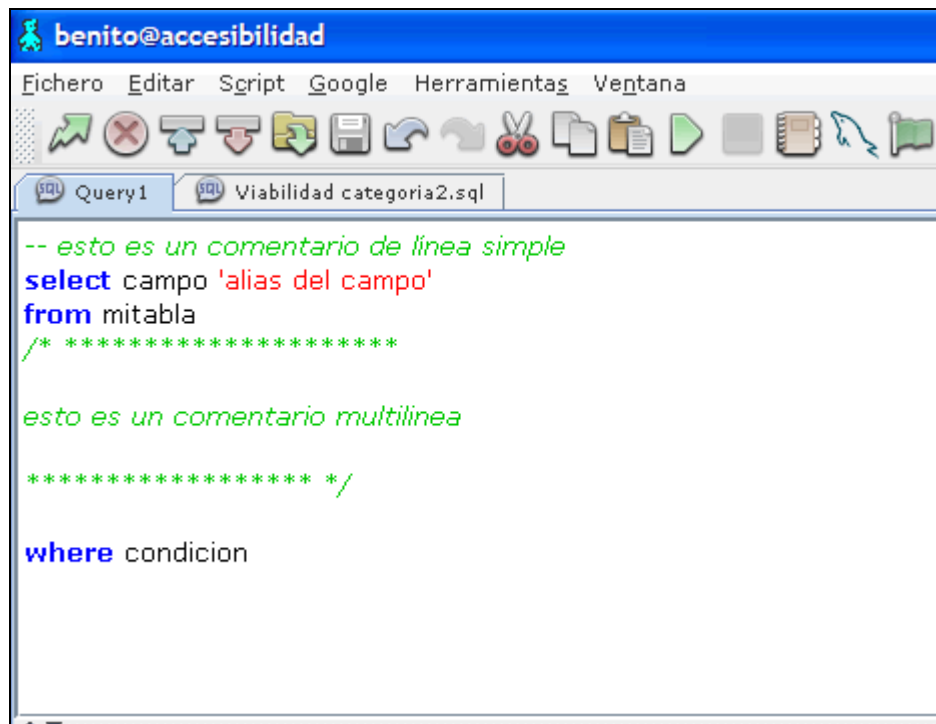 benito@accesibilidad
Fichero Editar Script Google Herramientas Ventana
Query1 Viabilidad categoria2.sql
-- esto es un comentario de línea simple
select campo 'alias del campo'
from mitabla
/* *********************
esto es un comentario multilinea
****************** */
where condicion